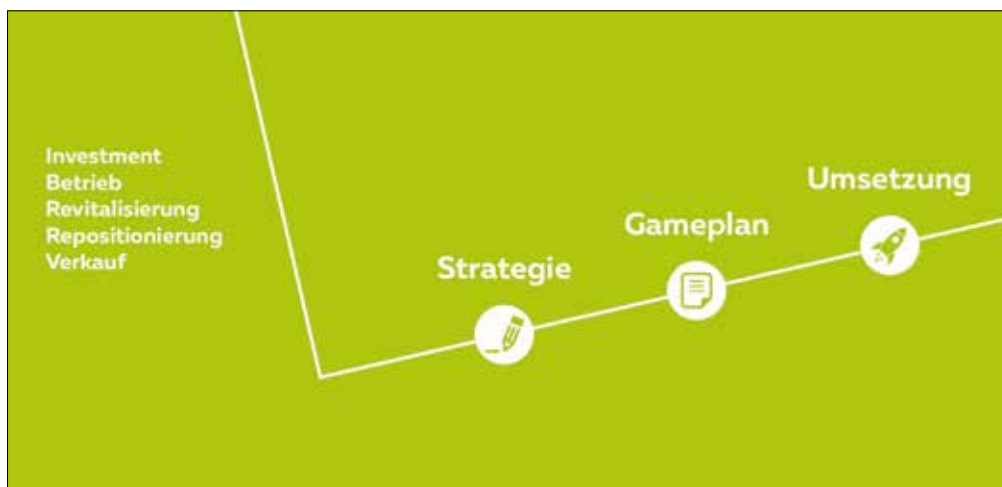 Investment
Betrieb
Revitalisierung
Repositionierung
Verkauf
Strategie
Gameplan
Umsetzung